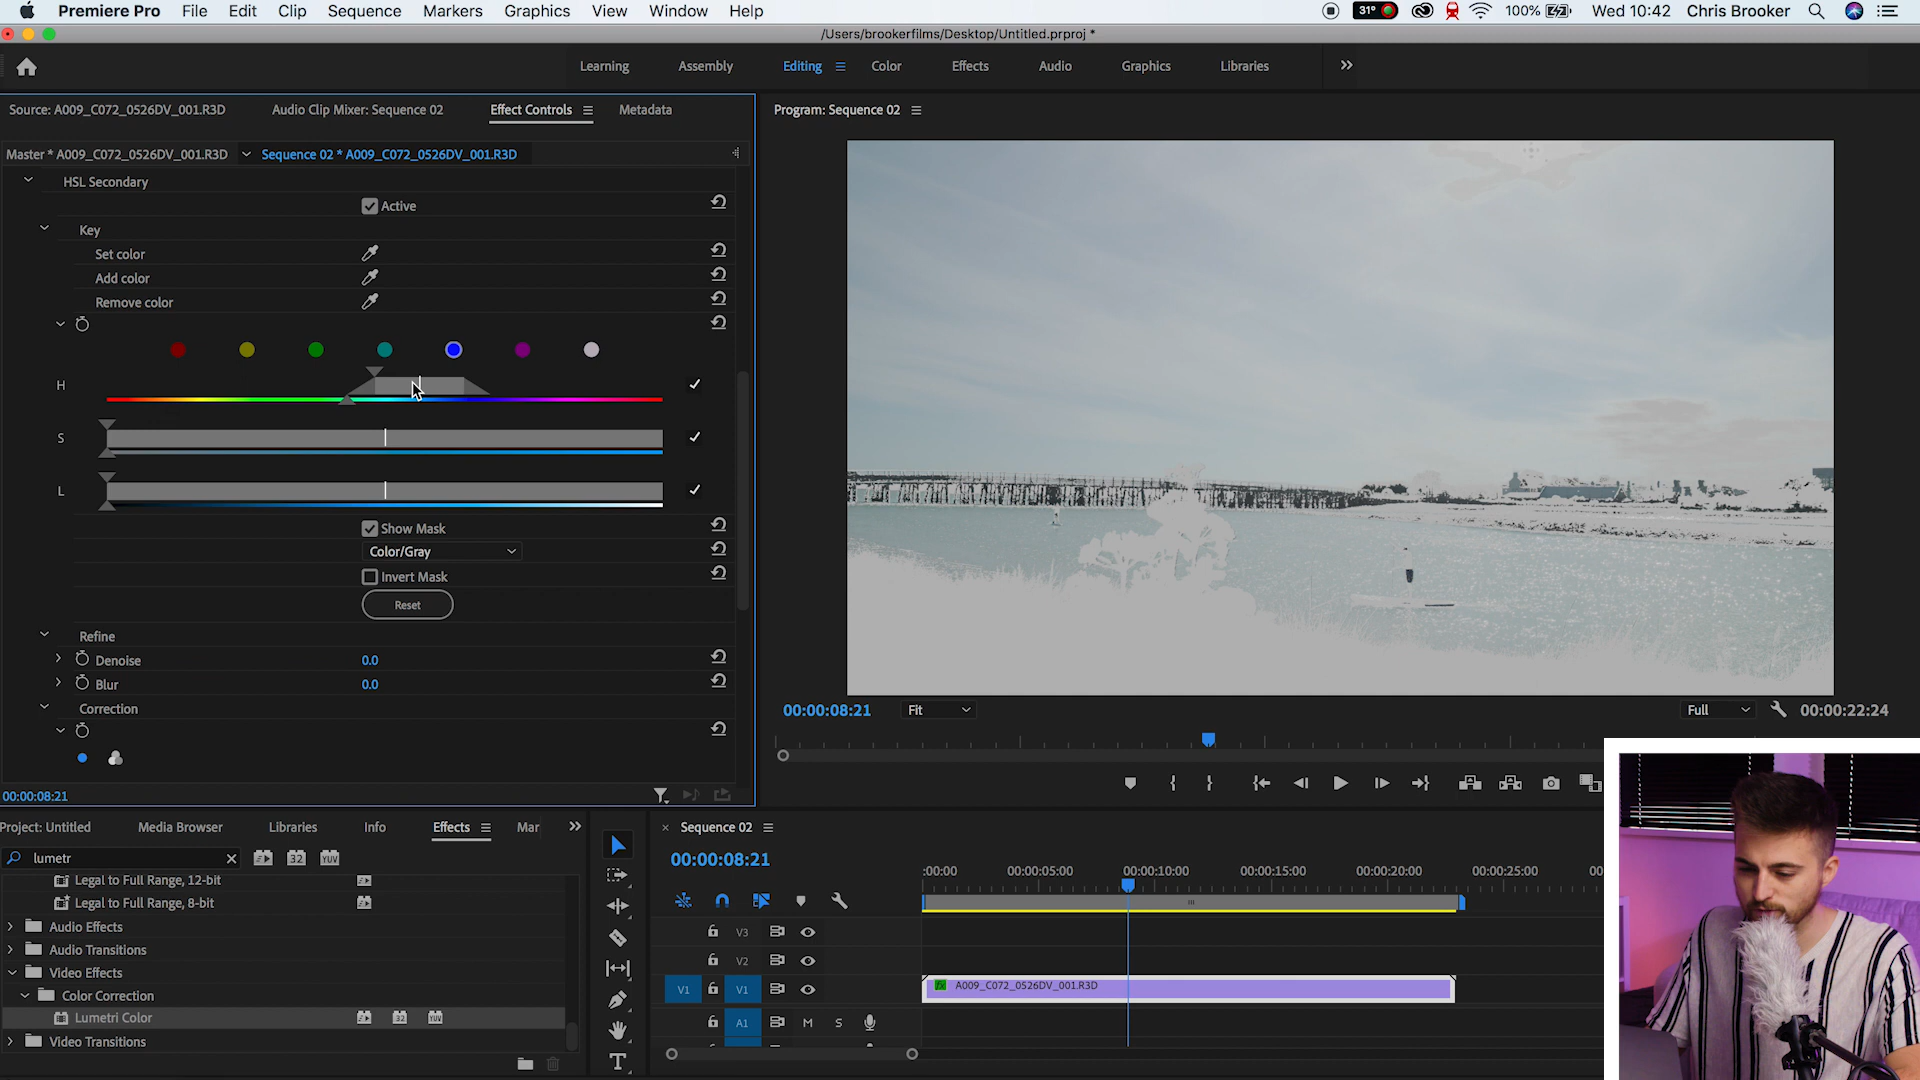 Premiere Pro File Edit Clip Sequence Markers Graphics View Window Help
31° 100% Wed 10:42 Chris Brooker
/Users/brookerfilms/Desktop/Untitled.prproj *
Learning Assembly Editing Color Effects Audio Graphics Libraries
Source: A009_C072_0526DV_001.R3D Audio Clip Mixer: Sequence 02 Effect Controls Metadata
Program: Sequence 02
Master * A009_C072_0526DV_001.R3D Sequence 02 * A009_C072_0526DV_001.R3D
HSL Secondary
Active
Key
Set color
Add color
Remove color
H
S
L
Show Mask
Color/Gray
Invert Mask
Reset
Refine
Denoise 0.0
Blur 0.0
Correction
00:00:08:21
00:00:08:21 Fit Full 00:00:22:24
Project: Untitled Media Browser Libraries Info Effects Mar
lumetr 32 YUV
Legal to Full Range, 12-bit
Legal to Full Range, 8-bit
Audio Effects
Audio Transitions
Video Effects
Color Correction
Lumetri Color 32 YUV
Video Transitions
× Sequence 02
00:00:08:21
:00:00 00:00:05:00 00:00:10:00 00:00:15:00 00:00:20:00 00:00:25:00 00
V3
V2
V1 V1 fx A009_C072_0526DV_001.R3D
A1 M S